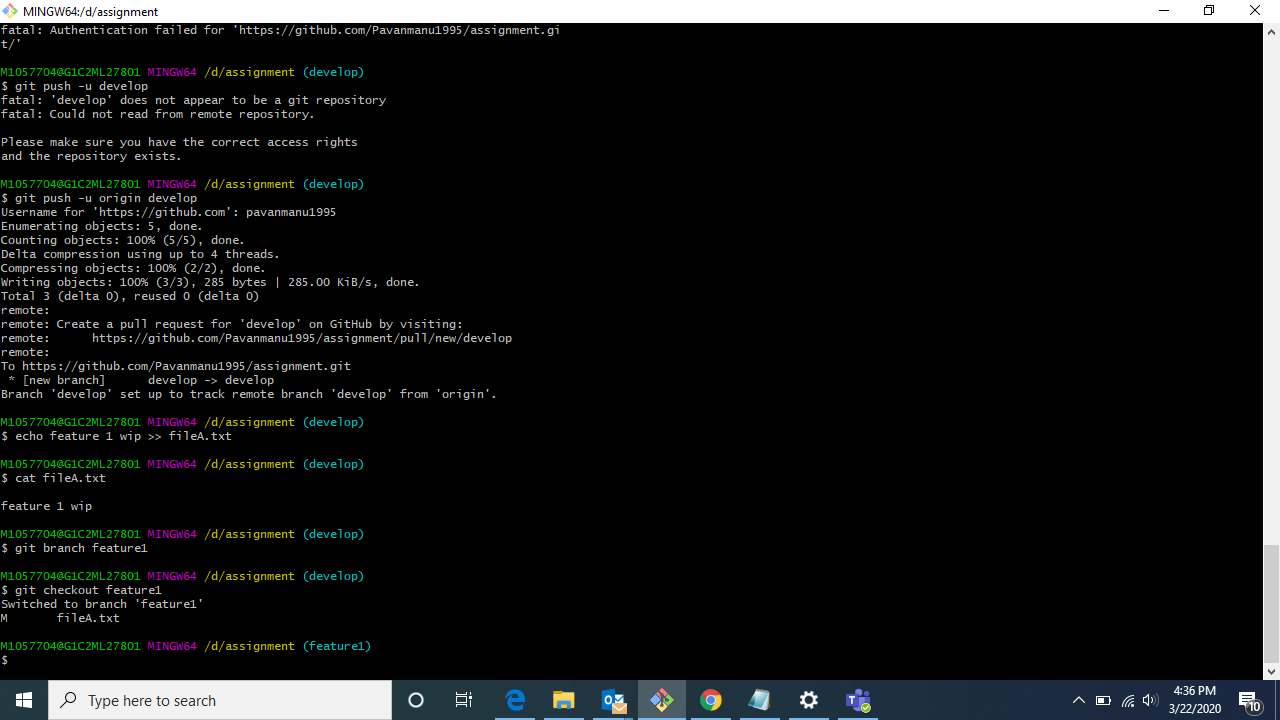 MINGW64:/d/assignment
fatal: Authentication failed for 'https://github.com/Pavanmanu1995/assignment.gi
t/'
M1057704@G1C2ML27801 MINGW64 /d/assignment (develop)
$ git push -u develop
fatal: 'develop' does not appear to be a git repository
fatal: Could not read from remote repository.
Please make sure you have the correct access rights
and the repository exists.
M1057704@G1C2ML27801 MINGW64 /d/assignment (develop)
$ git push -u origin develop
Username for 'https://github.com': pavanmanu1995
Enumerating objects: 5, done.
Counting objects: 100% (5/5), done.
Delta compression using up to 4 threads.
Compressing objects: 100% (2/2), done.
Writing objects: 100% (3/3), 285 bytes | 285.00 KiB/s, done.
Total 3 (delta 0), reused 0 (delta 0)
remote:
remote: Create a pull request for 'develop' on GitHub by visiting:
remote:      https://github.com/Pavanmanu1995/assignment/pull/new/develop
remote:
To https://github.com/Pavanmanu1995/assignment.git
 * [new branch]      develop -> develop
Branch 'develop' set up to track remote branch 'develop' from 'origin'.
M1057704@G1C2ML27801 MINGW64 /d/assignment (develop)
$ echo feature 1 wip >> fileA.txt
M1057704@G1C2ML27801 MINGW64 /d/assignment (develop)
$ cat fileA.txt
feature 1 wip
M1057704@G1C2ML27801 MINGW64 /d/assignment (develop)
$ git branch feature1
M1057704@G1C2ML27801 MINGW64 /d/assignment (develop)
$ git checkout feature1
Switched to branch 'feature1'
M       fileA.txt
M1057704@G1C2ML27801 MINGW64 /d/assignment (feature1)
$
Type here to search
4:36 PM
3/22/2020
10